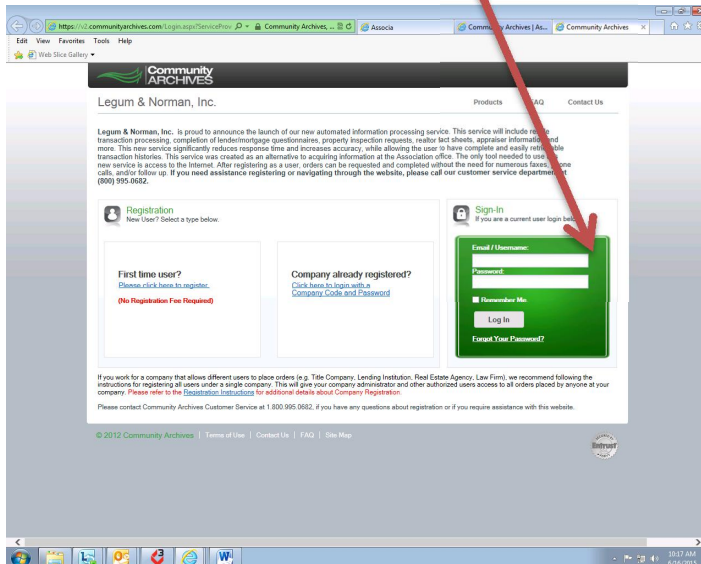 https://v2.communityarchives.com/Login.aspx?ServiceProv
Community Archives, ...
Associa
Community Archives | As...
Community Archives
Edit View Favorites Tools Help
Web Slice Gallery
Community
ARCHIVES
Legum & Norman, Inc.
Products FAQ Contact Us
Legum & Norman, Inc. is proud to announce the launch of our new automated information processing service. This service will include resale
transaction processing, completion of lender/mortgage questionnaires, property inspection requests, realtor fact sheets, appraiser information and
more. This new service significantly reduces response time and increases accuracy, while allowing the user to have complete and easily retrievable
transaction histories. This service was created as an alternative to acquiring information at the Association office. The only tool needed to use this
new service is access to the Internet. After registering as a user, orders can be requested and completed without the need for numerous faxes, phone
calls, and/or follow up. If you need assistance registering or navigating through the website, please call our customer service department at
(800) 995-0682.
Registration
New User? Select a type below.
First time user?
Please click here to register.
(No Registration Fee Required)
Company already registered?
Click here to login with a
Company Code and Password
Sign-In
If you are a current user login below
Email / Username:
Password:
Remember Me.
Log In
Forgot Your Password?
If you work for a company that allows different users to place orders (e.g. Title Company, Lending Institution, Real Estate Agency, Law Firm), we recommend following the
instructions for registering all users under a single company. This will give your company administrator and other authorized users access to all orders placed by anyone at your
company. Please refer to the Registration Instructions for additional details about Company Registration.
Please contact Community Archives Customer Service at 1.800.995.0682, if you have any questions about registration or if you require assistance with this website.
© 2012 Community Archives | Terms of Use | Contact Us | FAQ | Site Map
Entrust
10:17 AM
6/16/2015